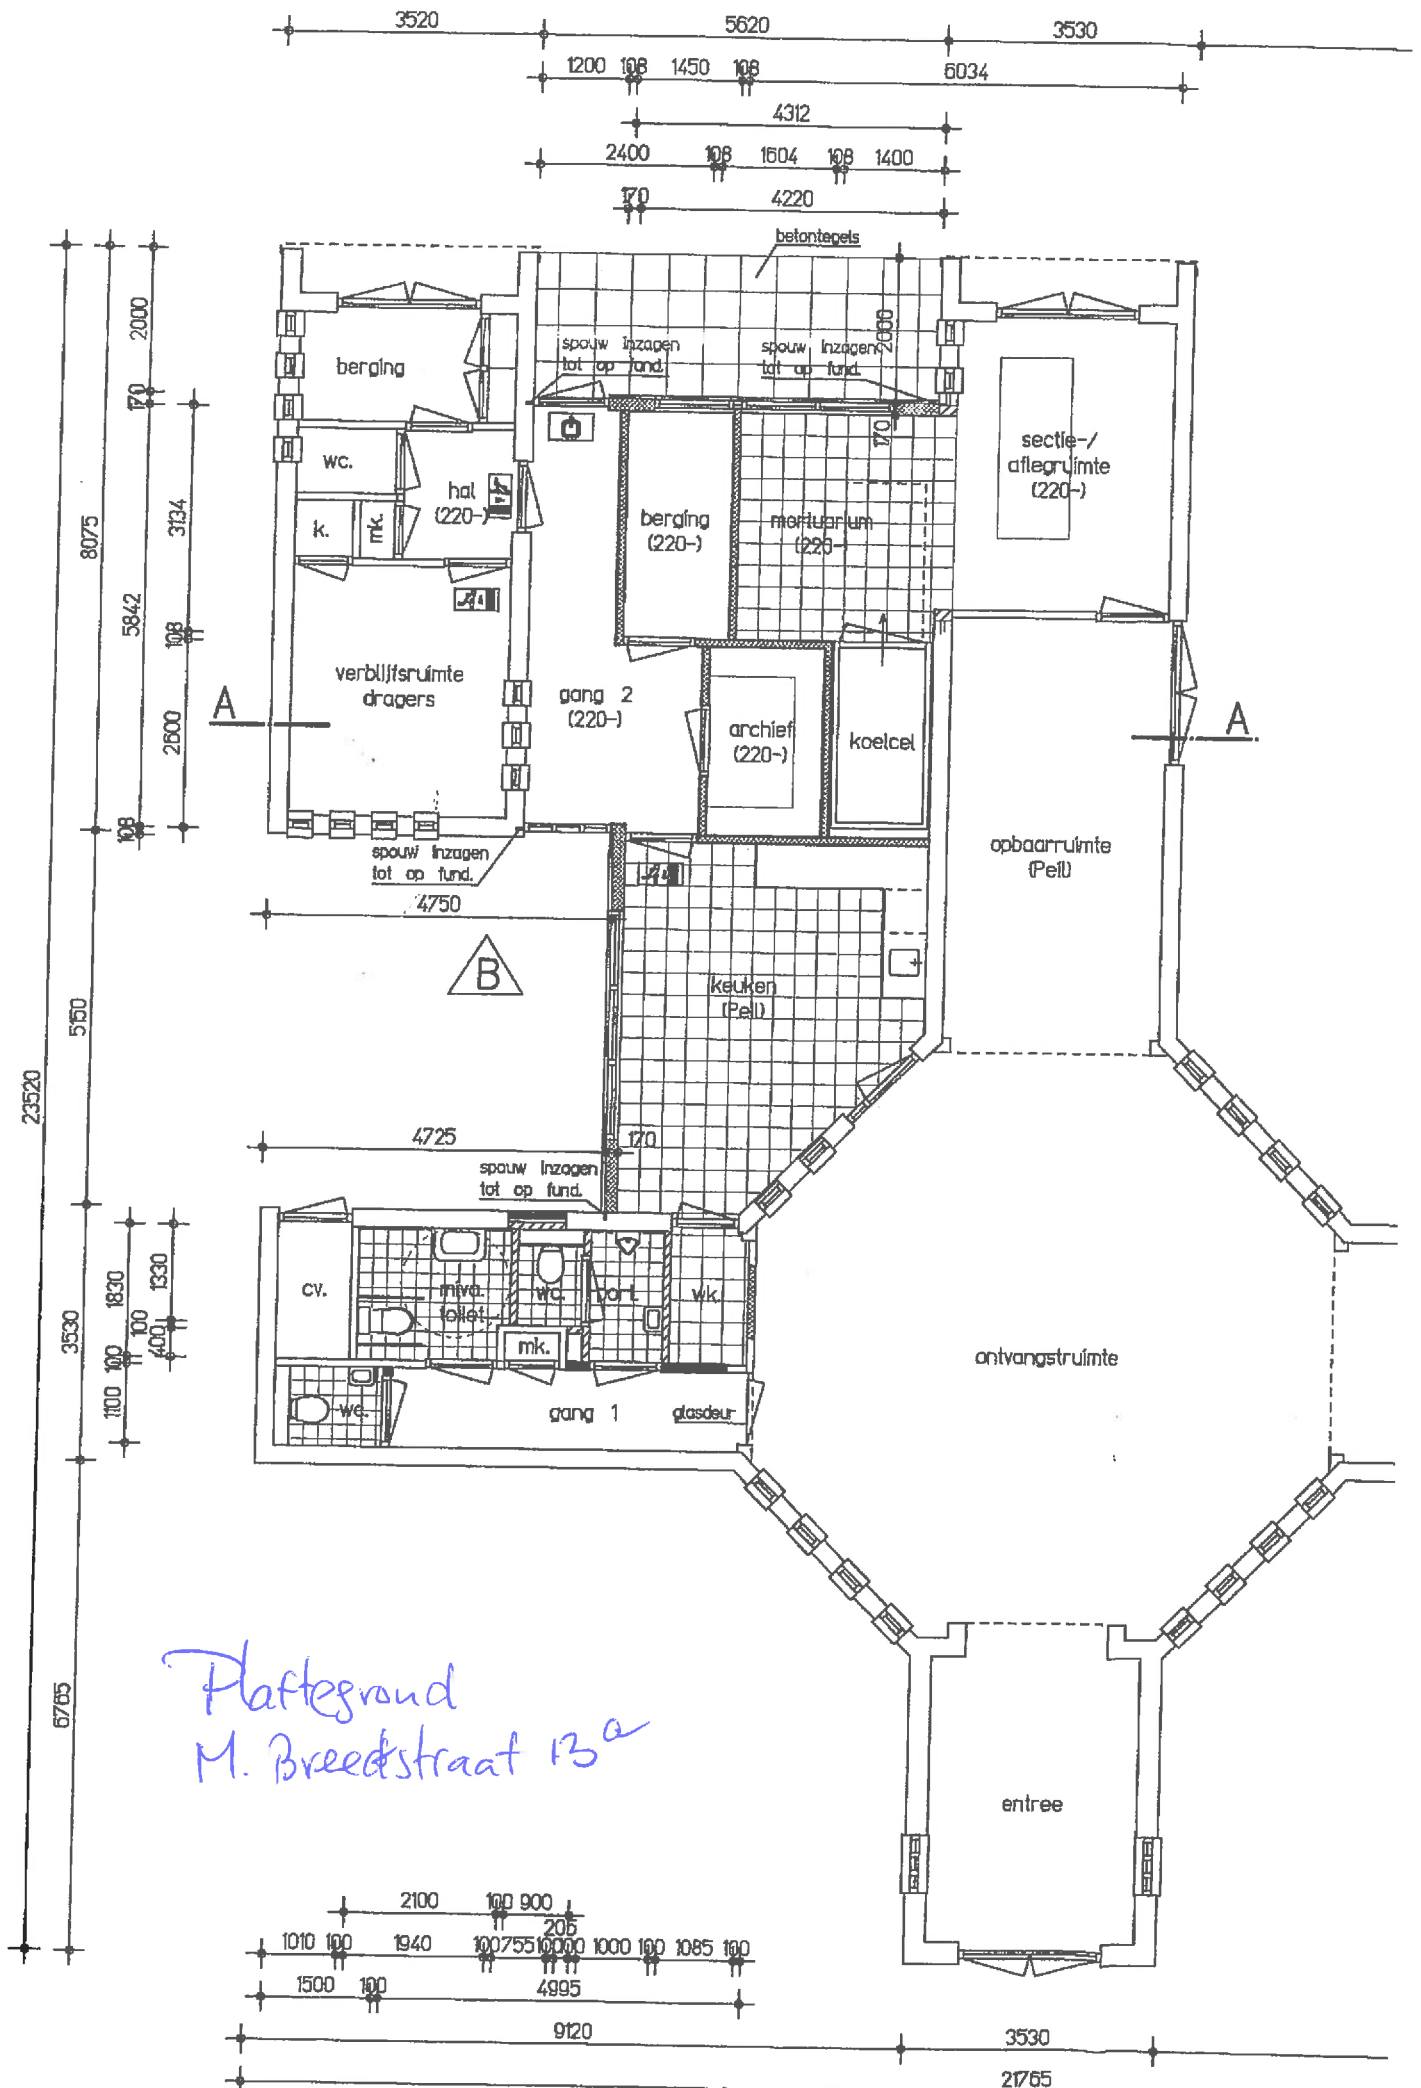 3520 5620 3530
1200 108 1450 108 6034
4312
2400 108 1604 108 1400
170 4220
betontegels
2000
spouw inzagen
tot op fund.
spouw inzagen
tot op fund.
berging
170
sectie-/
aflegruimte
(220-)
wc.
hal
(220-)
k.
mk.
berging
(220-)
mortuarium
(220-)
verblijfsruimte
dragers
gang 2
(220-)
archief
(220-)
koelcel
A
A
2000
170
8075
3134
5842
108
2600
108
opbaarruimte
(Peil)
spouw inzagen
tot op fund.
4750
B
keuken
(Peil)
5150
23520
4725 170
spouw inzagen
tot op fund.
cv.
miva.
toilet
wc.
port.
wk.
mk.
1830
1330
100
400
3530
100
1100
wc.
gang 1
glasdeur
ontvangstruimte
6765
Plattegrond
M. Breedstraat 13a
entree
2100 100 900
205
1010 100 1940 100 755 100 100 1000 100 1085 100
1500 100 4995
9120 3530
21765